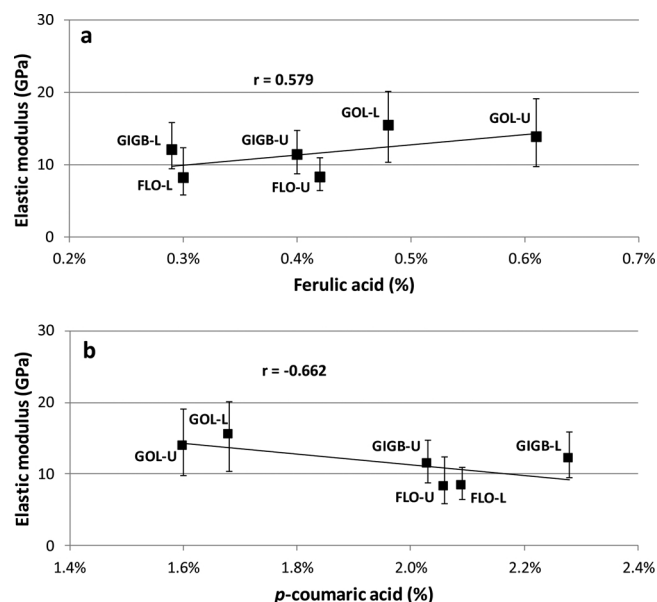 a
r = 0.579
Elastic modulus (GPa)
30
20
10
0
GIGB-L
FLO-L
GIGB-U
FLO-U
GOL-L
GOL-U
0.2% 0.3% 0.4% 0.5% 0.6% 0.7%
Ferulic acid (%)
b
r = -0.662
Elastic modulus (GPa)
30
20
10
0
GOL-U
GOL-L
GIGB-U
FLO-U
FLO-L
GIGB-L
1.4% 1.6% 1.8% 2.0% 2.2% 2.4%
p-coumaric acid (%)